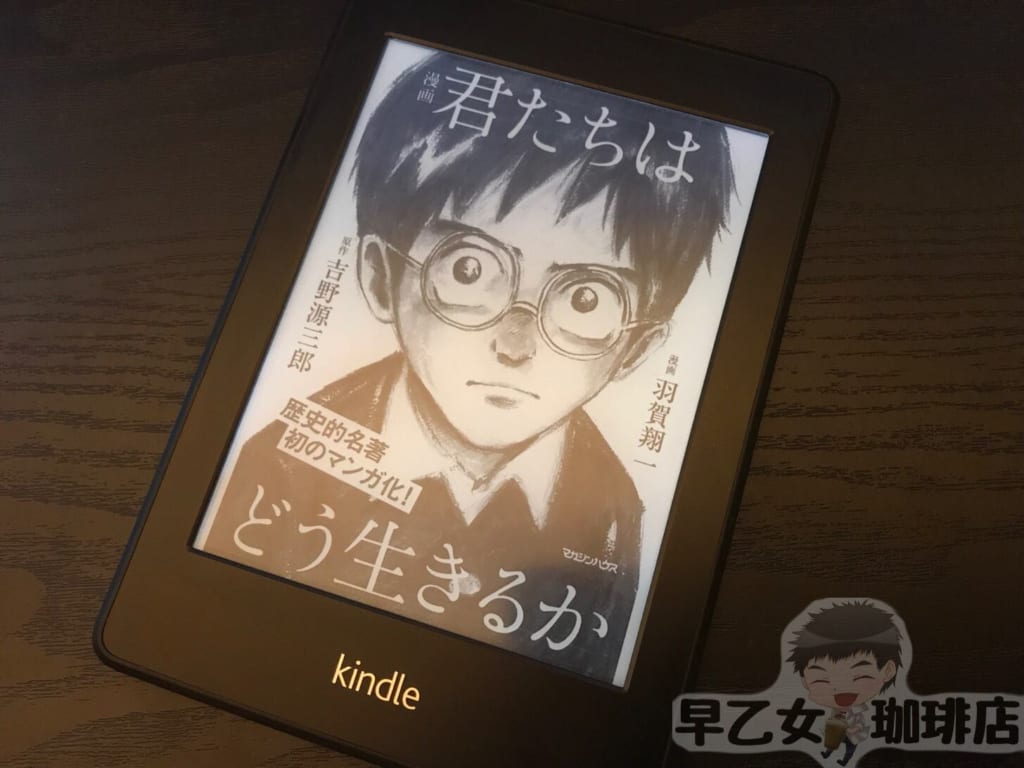 漫画
君たちは
原作 吉野源三郎
漫画 羽賀翔一
歴史的名著
初のマンガ化!
どう生きるか
マガジンハウス
kindle
早乙女珈琲店